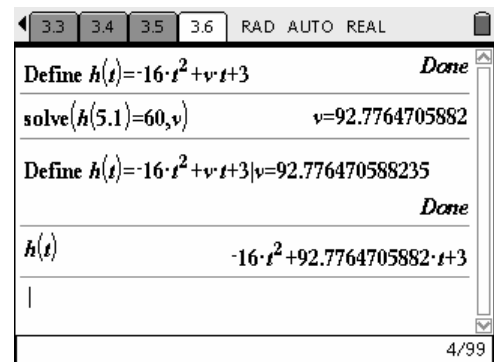 3.3 3.4 3.5 3.6 RAD AUTO REAL
Define h(t)=-16·t²+v·t+3 Done
solve(h(5.1)=60,v) v=92.7764705882
Define h(t)=-16·t²+v·t+3|v=92.776470588235
Done
h(t) -16·t²+92.7764705882·t+3
4/99